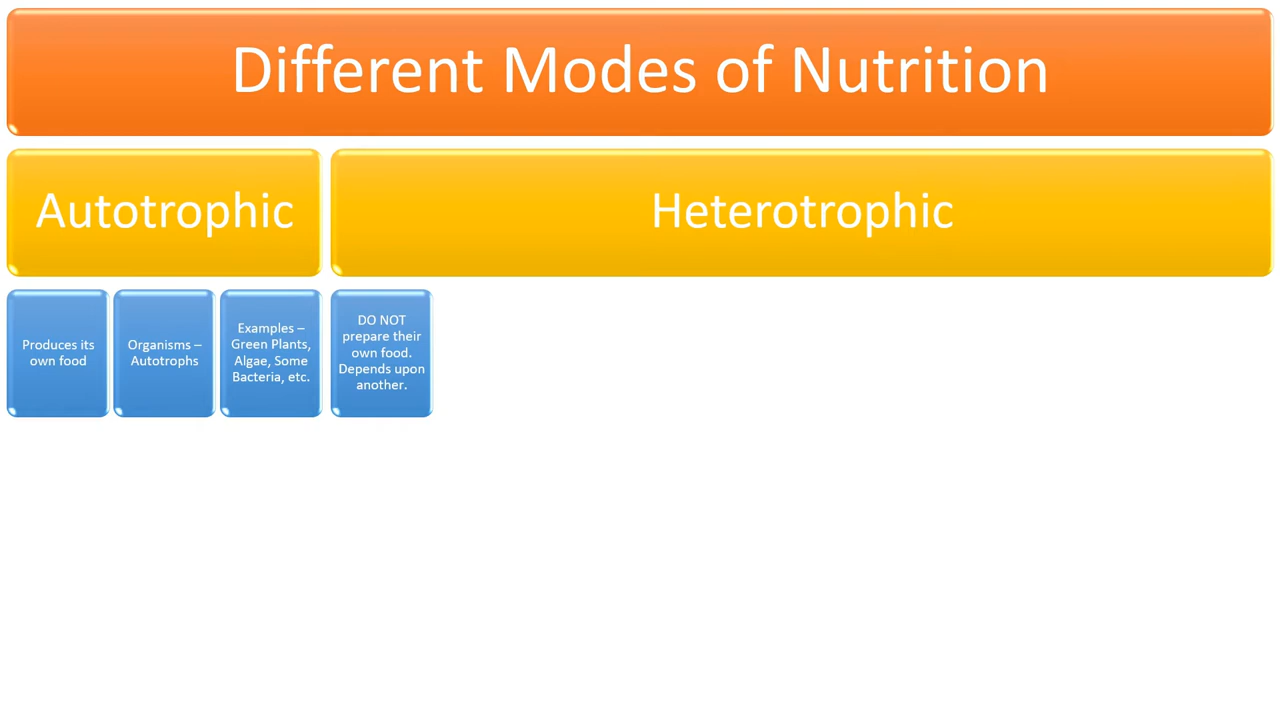 Different Modes of Nutrition
Autotrophic
Heterotrophic
Produces its
own food
Organisms –
Autotrophs
Examples –
Green Plants,
Algae, Some
Bacteria, etc.
DO NOT
prepare their
own food.
Depends upon
another.